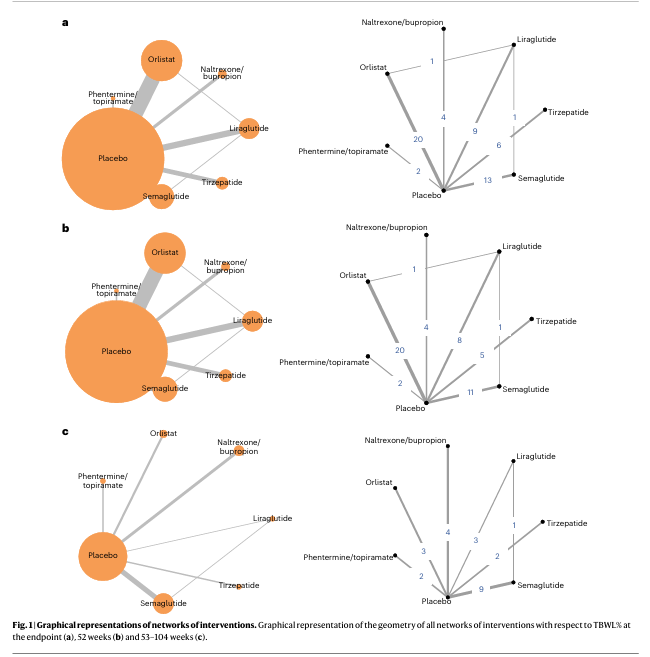 a
Orlistat
Naltrexone/
bupropion
Phentermine/
topiramate
Liraglutide
Placebo
Tirzepatide
Semaglutide
Naltrexone/bupropion
Liraglutide
Orlistat
1
Tirzepatide
4
9
1
20
6
Phentermine/topiramate
2
13
Semaglutide
Placebo
b
Orlistat
Naltrexone/
bupropion
Phentermine/
topiramate
Liraglutide
Placebo
Tirzepatide
Semaglutide
Naltrexone/bupropion
Liraglutide
Orlistat
1
Tirzepatide
4
8
1
20
5
Phentermine/topiramate
2
11
Semaglutide
Placebo
c
Orlistat
Naltrexone/
bupropion
Phentermine/
topiramate
Liraglutide
Placebo
Tirzepatide
Semaglutide
Naltrexone/bupropion
Liraglutide
Orlistat
Tirzepatide
4
3
1
3
2
Phentermine/topiramate
2
9
Semaglutide
Placebo
Fig. 1 | Graphical representations of networks of interventions. Graphical representation of the geometry of all networks of interventions with respect to TBWL% at
the endpoint (a), 52 weeks (b) and 53–104 weeks (c).